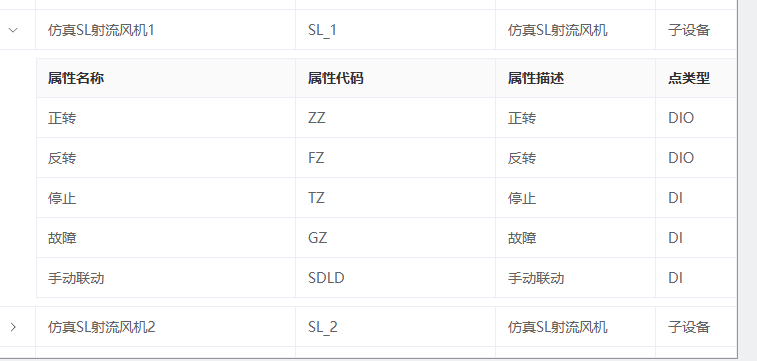 仿真SL射流风机1 SL_1 仿真SL射流风机 子设备
属性名称 属性代码 属性描述 点类型
正转 ZZ 正转 DIO
反转 FZ 反转 DIO
停止 TZ 停止 DI
故障 GZ 故障 DI
手动联动 SDLD 手动联动 DI
仿真SL射流风机2 SL_2 仿真SL射流风机 子设备